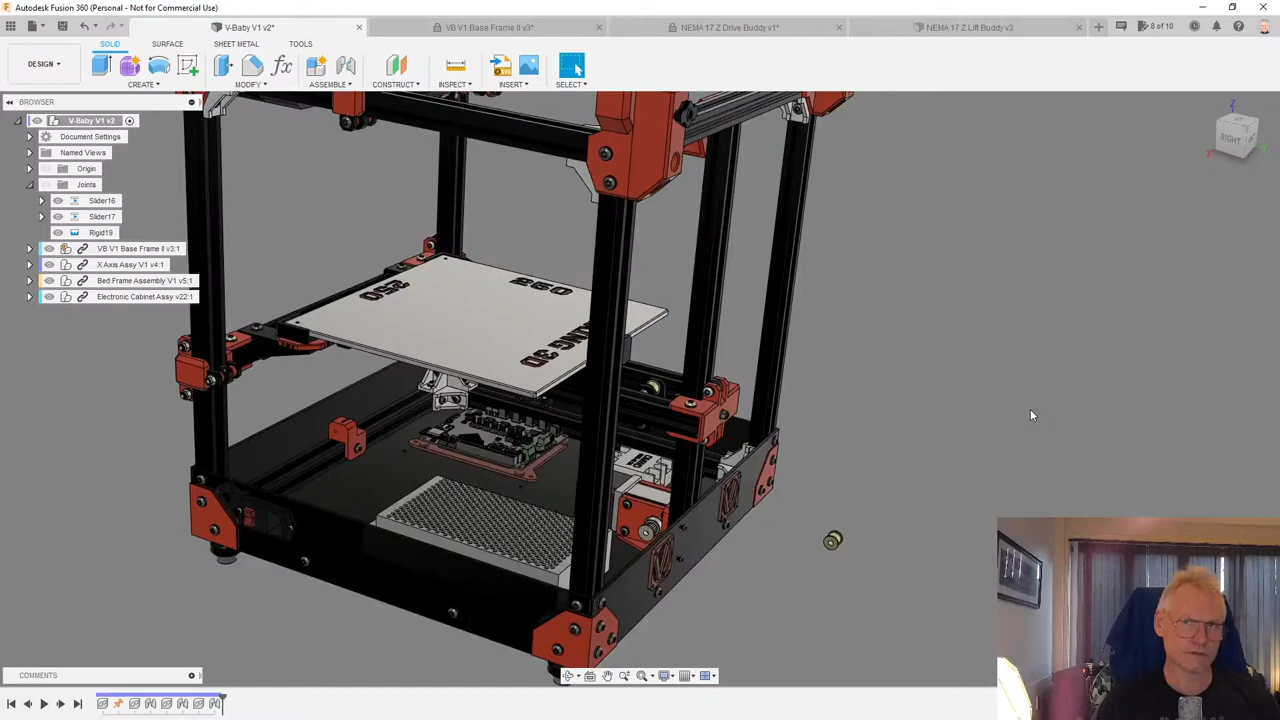 Autodesk Fusion 360 (Personal - Not for Commercial Use)
V-Baby V1 v2*
VB V1 Base Frame II v3*
NEMA 17 Z Drive Buddy v1*
NEMA 17 Z Lift Buddy v3
8 of 10
SOLID
SURFACE
SHEET METAL
TOOLS
DESIGN
CREATE
MODIFY
ASSEMBLE
CONSTRUCT
INSPECT
INSERT
SELECT
BROWSER
V-Baby V1 v2
Document Settings
Named Views
Origin
Joints
Slider16
Slider17
Rigid19
VB V1 Base Frame II v3:1
X Axis Assy V1 v4:1
Bed Frame Assembly V1 v5:1
Electronic Cabinet Assy v22:1
Z
RIGHT
X
Y
250
250
3D
COMMENTS